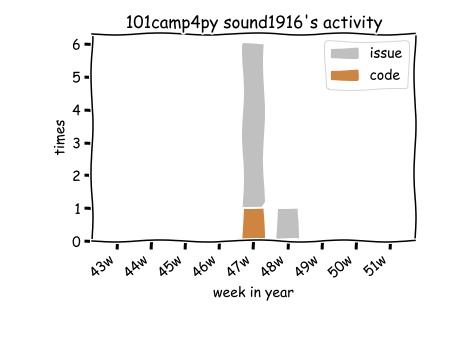 101camp4py sound1916's activity
issue
code
times
6
5
4
3
2
1
0
43w 44w 45w 46w 47w 48w 49w 50w 51w
week in year